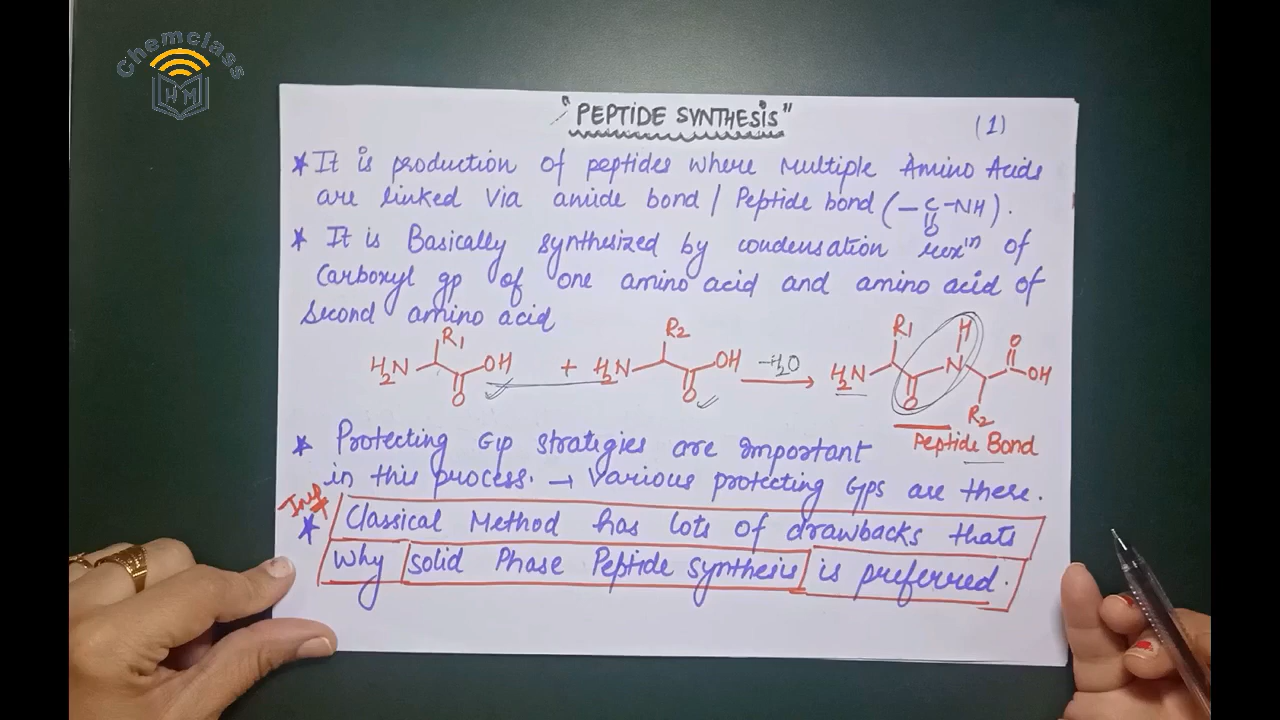 Chemclass
HM
"PEPTIDE SYNTHESIS"
(1)
★ It is production of peptides where Multiple Amino Acids
are linked Via amide bond / Peptide bond (-C-NH).
O
★ It is Basically synthesized by condensation rexⁿ of
Carboxyl gp of one amino acid and amino acid of
Second amino acid
R₁ R₂ R₁ H O
H₂N OH + H₂N OH -H₂O H₂N N OH
O O O R₂
Peptide Bond
★ Protecting Gp strategies are important
in this process. → Various protecting Gps are there.
Imp
★ Classical Method has lots of drawbacks thats
why solid Phase Peptide synthesis is preferred.